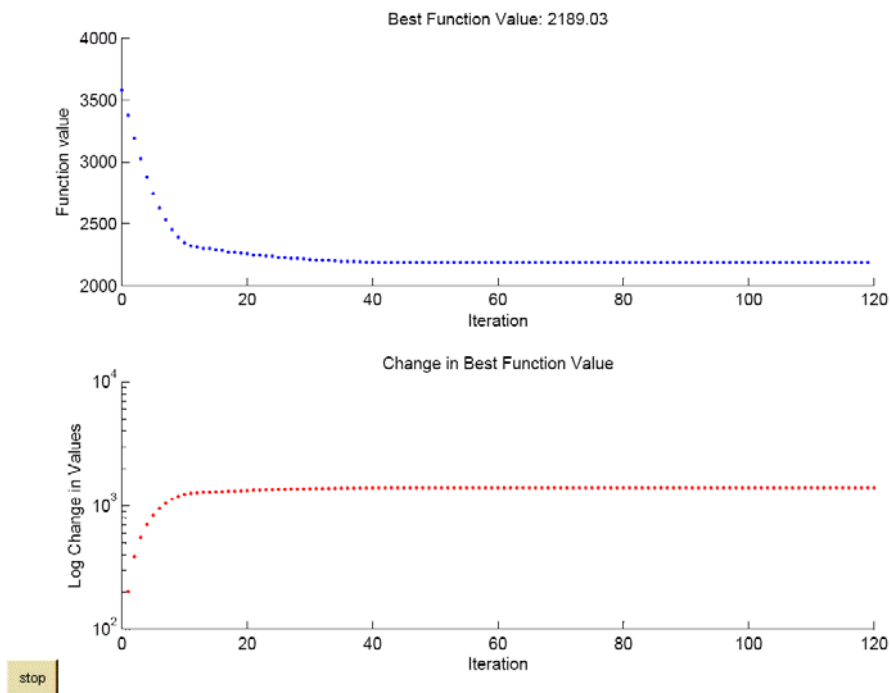 Best Function Value: 2189.03
4000
3500
3000
2500
2000
Function value
0 20 40 60 80 100 120
Iteration
Change in Best Function Value
10^4
10^3
10^2
Log Change in Values
0 20 40 60 80 100 120
Iteration
stop